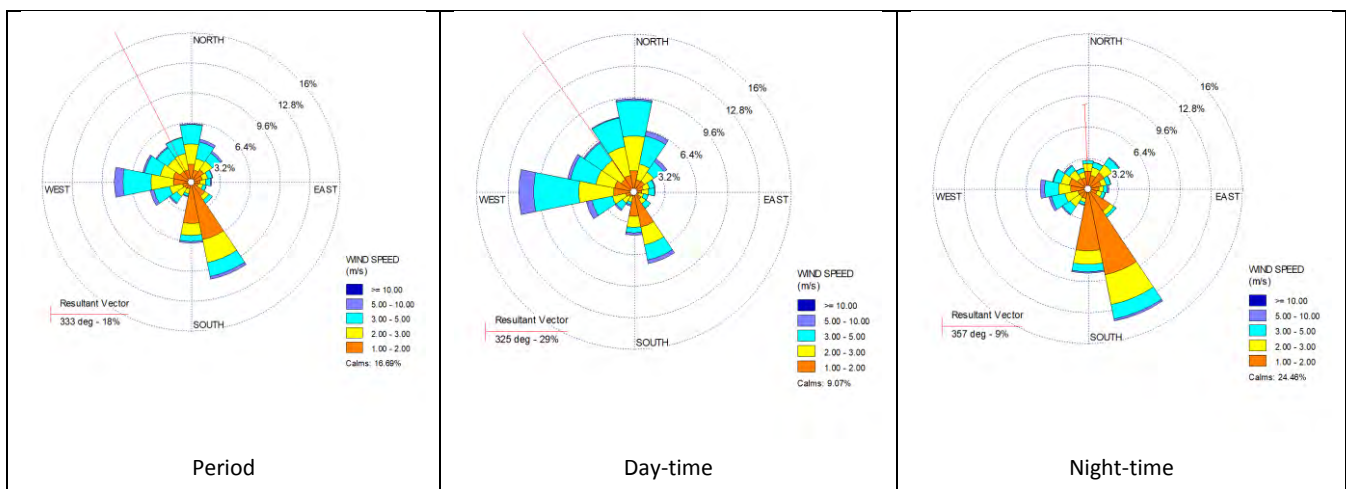 NORTH
16%
12.8%
9.6%
6.4%
3.2%
WEST
EAST
SOUTH
WIND SPEED
(m/s)
>= 10.00
5.00 - 10.00
3.00 - 5.00
2.00 - 3.00
1.00 - 2.00
Calms: 16.69%
Resultant Vector
333 deg - 18%
Period
NORTH
16%
12.8%
9.6%
6.4%
3.2%
WEST
EAST
SOUTH
WIND SPEED
(m/s)
>= 10.00
5.00 - 10.00
3.00 - 5.00
2.00 - 3.00
1.00 - 2.00
Calms: 9.07%
Resultant Vector
325 deg - 29%
Day-time
NORTH
16%
12.8%
9.6%
6.4%
3.2%
WEST
EAST
SOUTH
WIND SPEED
(m/s)
>= 10.00
5.00 - 10.00
3.00 - 5.00
2.00 - 3.00
1.00 - 2.00
Calms: 24.46%
Resultant Vector
357 deg - 9%
Night-time